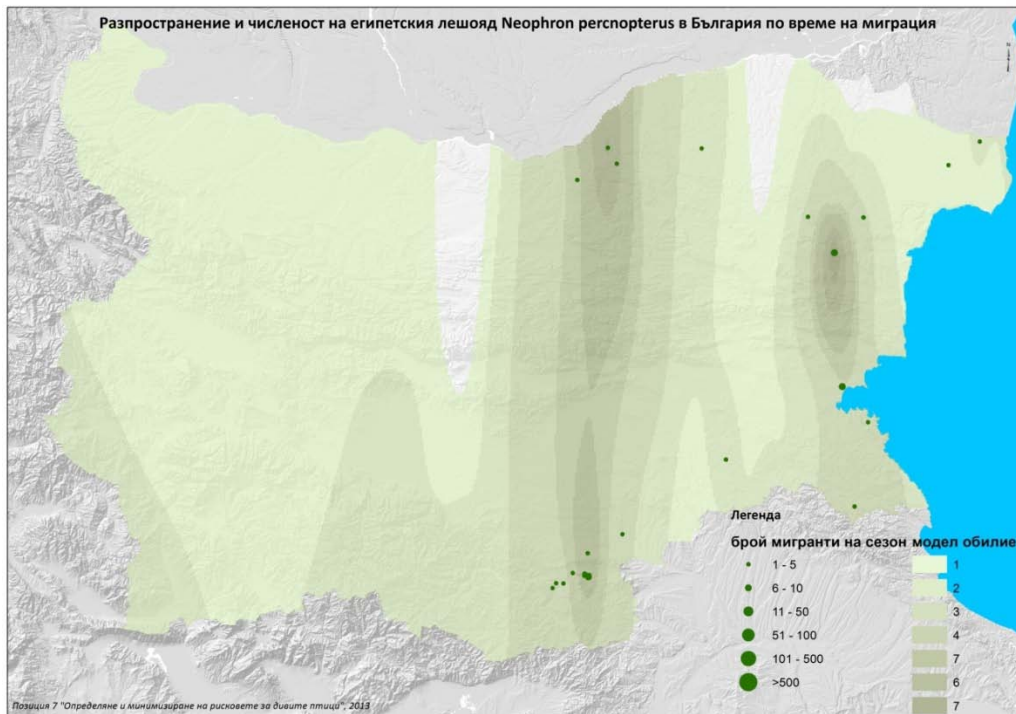 Разпространение и численост на египетския лешояд Neophron percnopterus в България по време на миграция
Легенда
брой мигранти на сезон модел обилие
1 - 5 1
6 - 10 2
11 - 50 3
51 - 100 4
101 - 500 7
>500 6
7
Позиция 7 "Определяне и минимизиране на рисковете за дивите птици", 2013